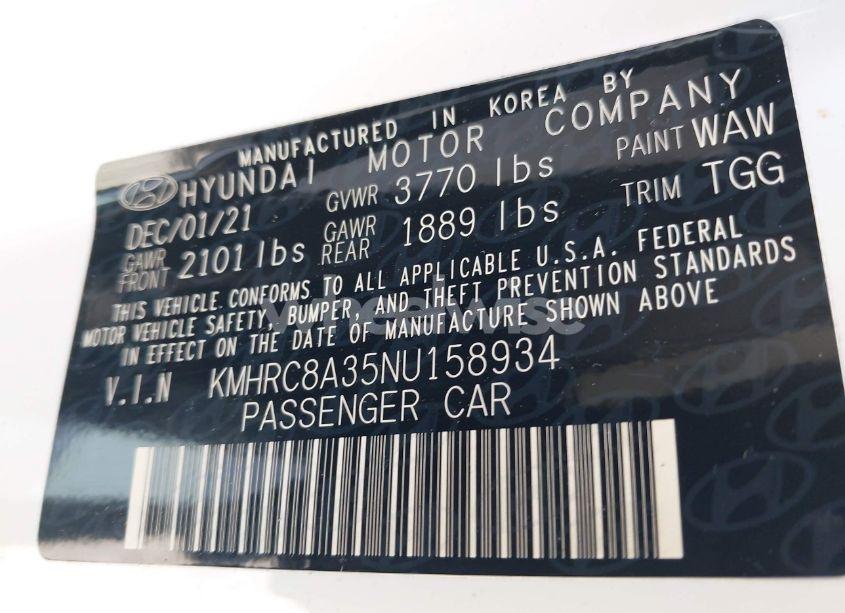 MANUFACTURED IN KOREA BY
HYUNDAI MOTOR COMPANY
DEC/01/21 GVWR 3770 lbs PAINT WAW
GAWR FRONT 2101 lbs GAWR REAR 1889 lbs TRIM TGG
THIS VEHICLE CONFORMS TO ALL APPLICABLE U.S.A. FEDERAL
MOTOR VEHICLE SAFETY, BUMPER, AND THEFT PREVENTION STANDARDS
IN EFFECT ON THE DATE OF MANUFACTURE SHOWN ABOVE
V.I.N KMHRC8A35NU158934
PASSENGER CAR
wheelwise